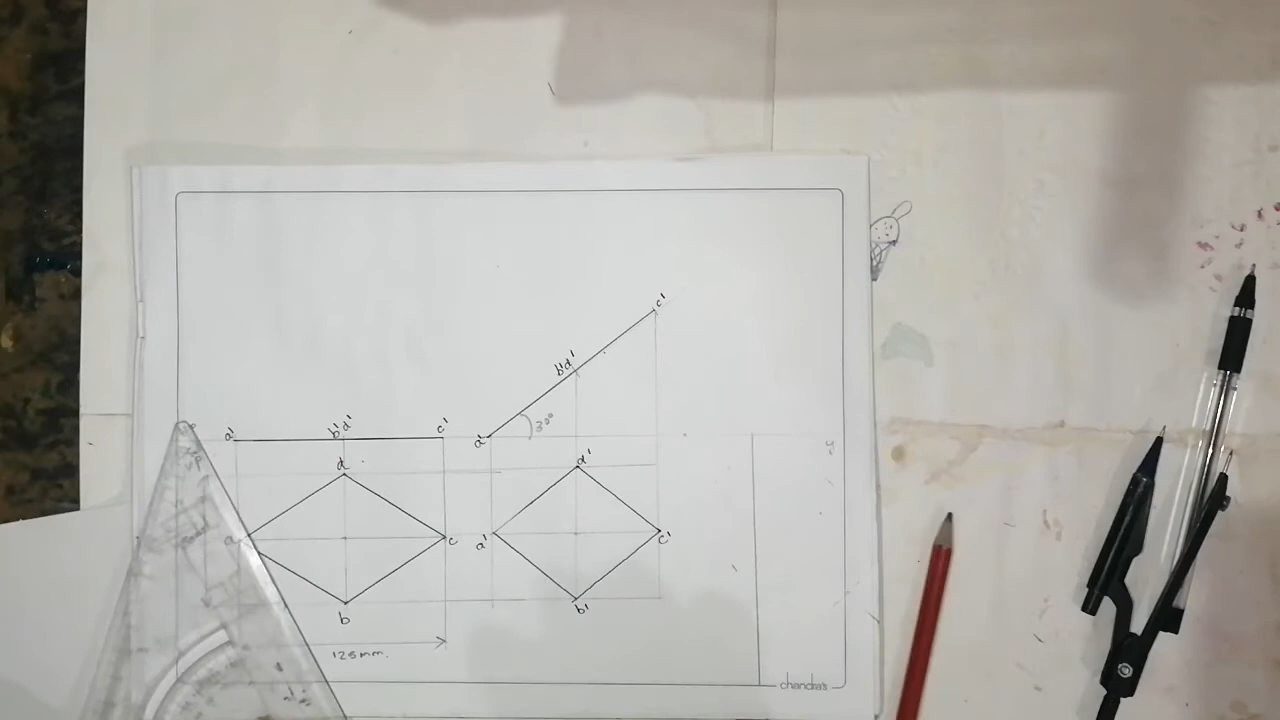 c'
b'd'
30°
a' b'd' c' a'
y
d d'
a c a' c'
b b'
125mm.
chandra's